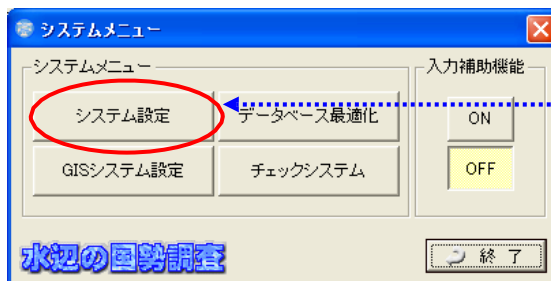 システムメニュー
システムメニュー
入力補助機能
システム設定
データベース最適化
ON
GISシステム設定
チェックシステム
OFF
水辺の国勢調査
終 了